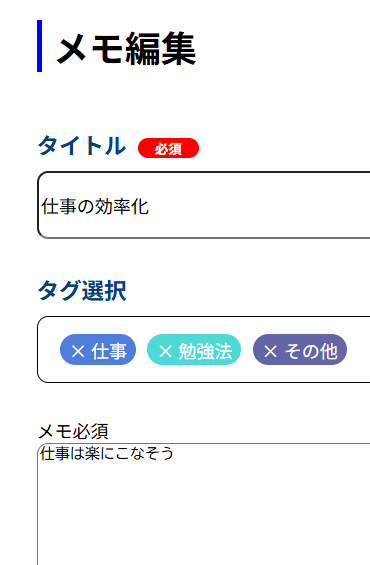 メモ編集
タイトル 必須
仕事の効率化
タグ選択
× 仕事 × 勉強法 × その他
メモ必須
仕事は楽にこなそう